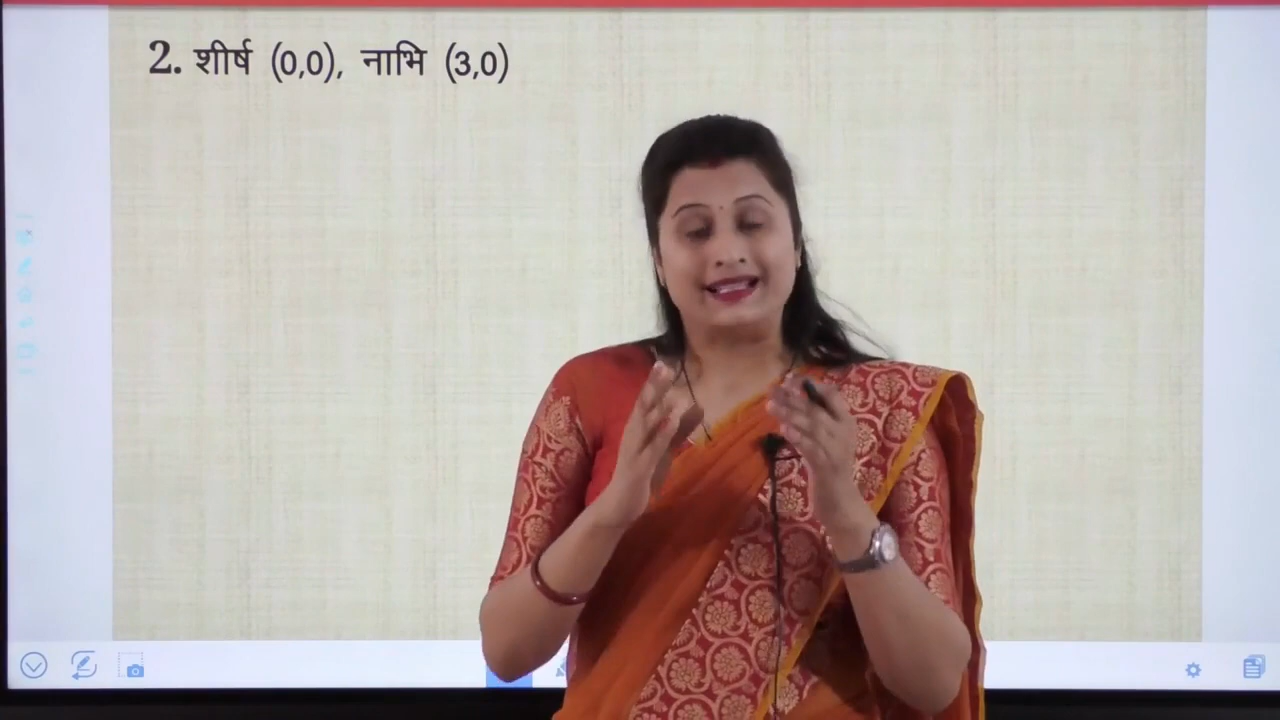 2. शीर्ष (0,0), नाभि (3,0)